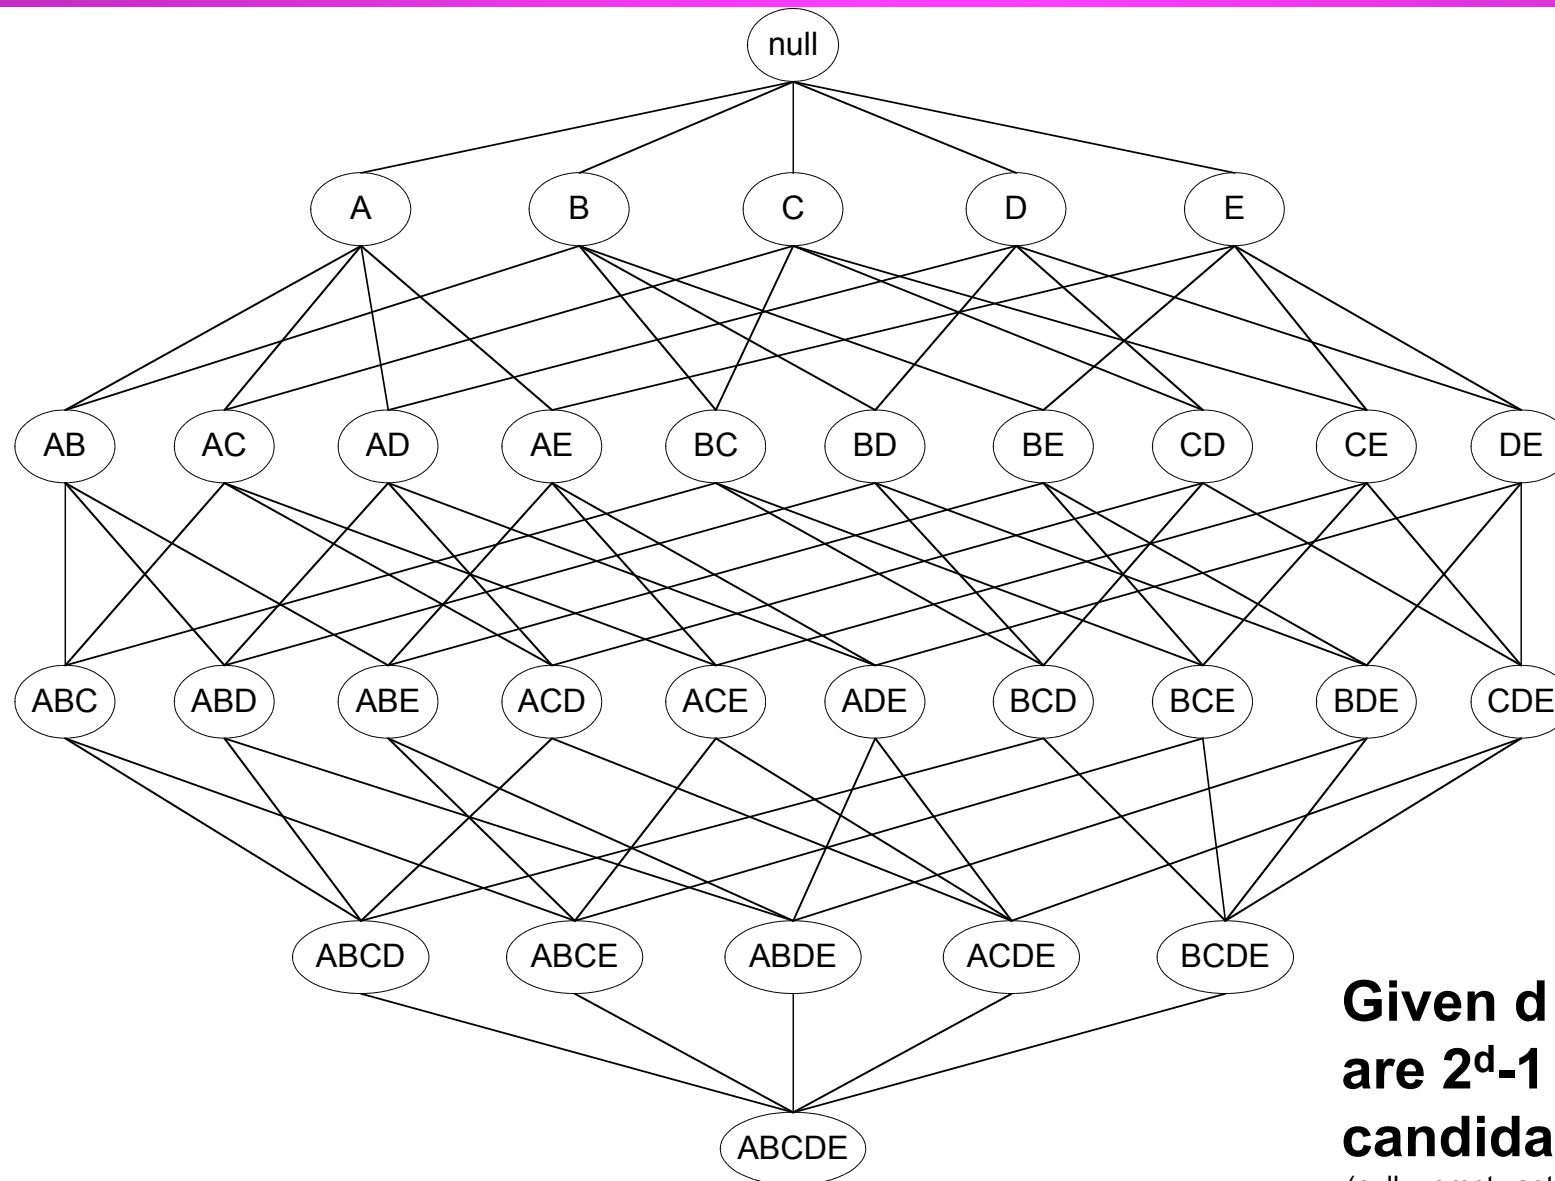 null
A B C D E
AB AC AD AE BC BD BE CD CE DE
ABC ABD ABE ACD ACE ADE BCD BCE BDE CDE
ABCD ABCE ABDE ACDE BCDE
Given d
are 2ᵈ-1
candida
ABCDE